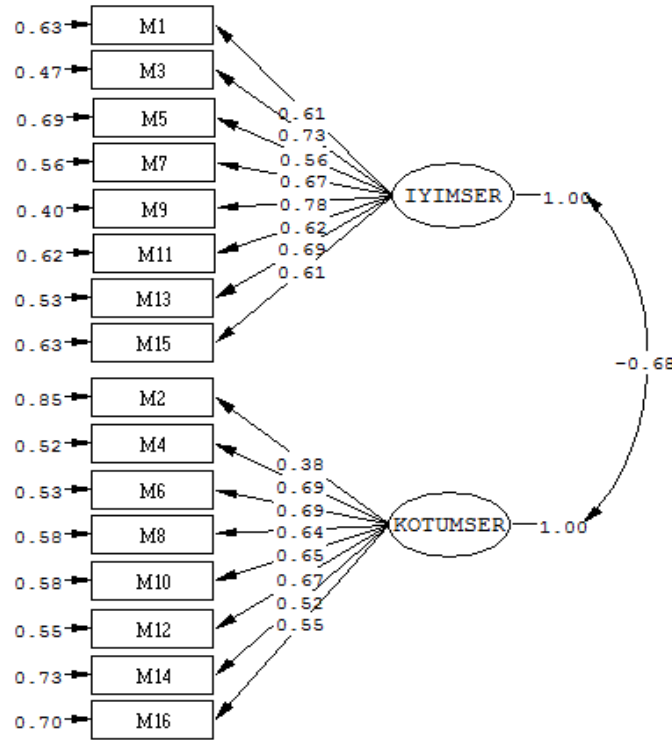 0.63 M1
0.47 M3
0.61
0.69 M5
0.73
0.56
0.56 M7
0.67
IYIMSER 1.00
0.40 M9
0.78
0.62
0.62 M11
0.69
0.61
0.53 M13
0.63 M15
-0.68
0.85 M2
0.52 M4
0.38
0.69
0.53 M6
0.69
KOTUMSER 1.00
0.58 M8
0.64
0.65
0.58 M10
0.67
0.52
0.55 M12
0.55
0.73 M14
0.70 M16